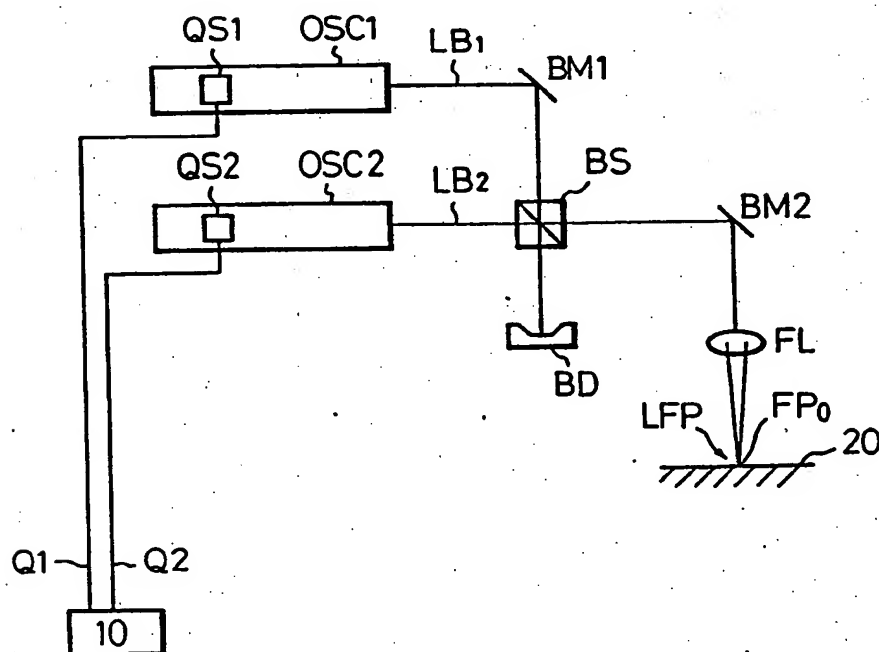 QS1 OSC1 LB1 BM1
QS2 OSC2 LB2 BS BM2
BD FL
LFP FP0 20
Q1 Q2
10